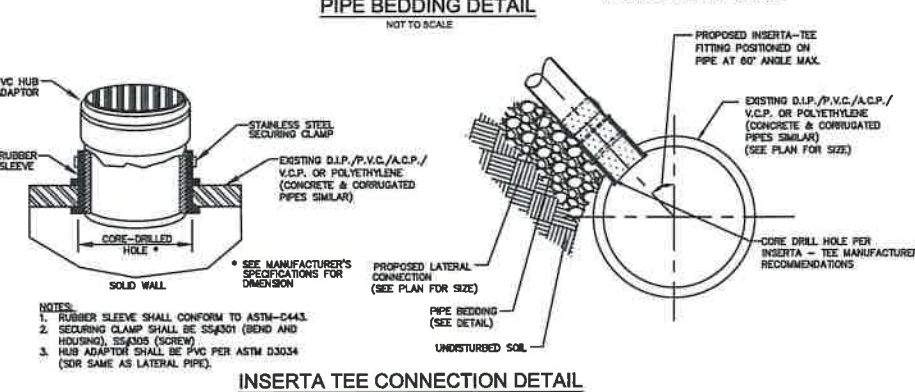 PIPE BEDDING DETAIL
NOT TO SCALE
VC HUB
ADAPTOR
STAINLESS STEEL
SECURING CLAMP
RUBBER
SLEEVE
EXISTING D.I.P./P.V.C./A.C.P./
V.C.P. OR POLYETHYLENE
(CONCRETE & CORRUGATED
PIPES SIMILAR)
CORE-DRILLED
HOLE *
* SEE MANUFACTURER'S
SPECIFICATIONS FOR
DIMENSION
SOLID WALL
NOTES:
1. RUBBER SLEEVE SHALL CONFORM TO ASTM-C443.
2. SECURING CLAMP SHALL BE SS#301 (BEND AND
HOUSING), SS#305 (SCREW)
3. HUB ADAPTOR SHALL BE PVC PER ASTM D3034
(SDR SAME AS LATERAL PIPE).
PROPOSED INSERTA-TEE
FITTING POSITIONED ON
PIPE AT 60° ANGLE MAX.
EXISTING D.I.P./P.V.C./A.C.P./
V.C.P. OR POLYETHYLENE
(CONCRETE & CORRUGATED
PIPES SIMILAR)
(SEE PLAN FOR SIZE)
CORE DRILL HOLE PER
INSERTA - TEE MANUFACTURER
RECOMMENDATIONS
PROPOSED LATERAL
CONNECTION
(SEE PLAN FOR SIZE)
PIPE BEDDING
(SEE DETAIL)
UNDISTURBED SOIL
INSERTA TEE CONNECTION DETAIL